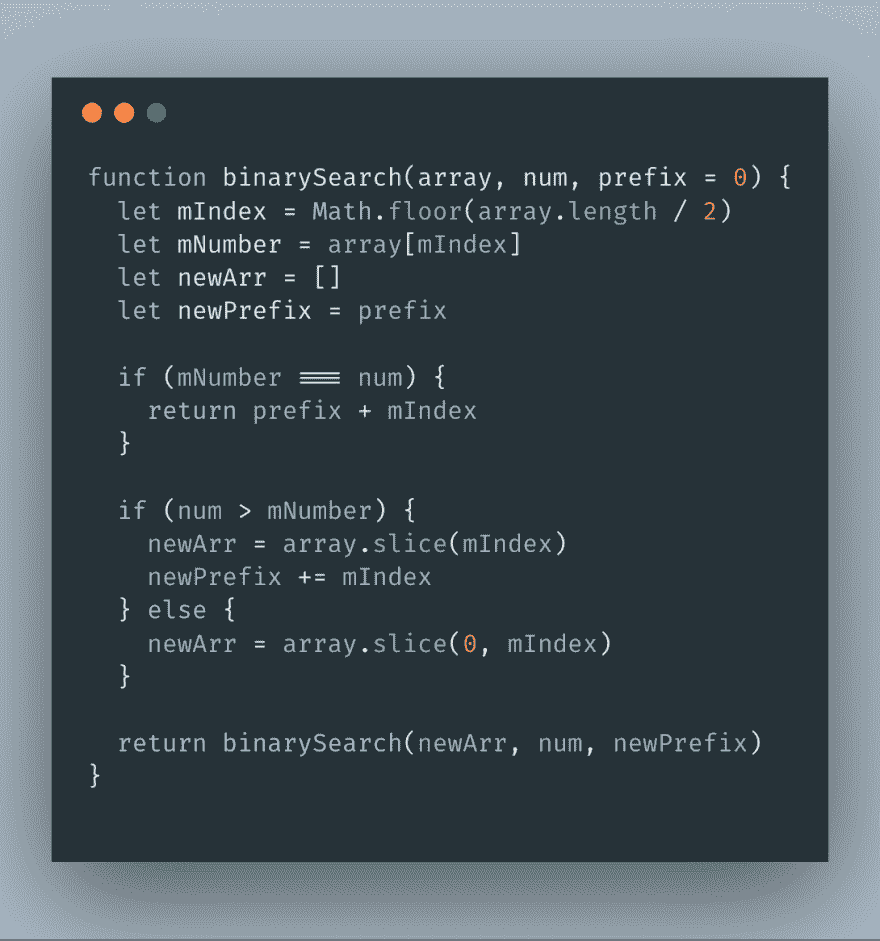 function binarySearch(array, num, prefix = 0) {
  let mIndex = Math.floor(array.length / 2)
  let mNumber = array[mIndex]
  let newArr = []
  let newPrefix = prefix

  if (mNumber === num) {
    return prefix + mIndex
  }

  if (num > mNumber) {
    newArr = array.slice(mIndex)
    newPrefix += mIndex
  } else {
    newArr = array.slice(0, mIndex)
  }

  return binarySearch(newArr, num, newPrefix)
}